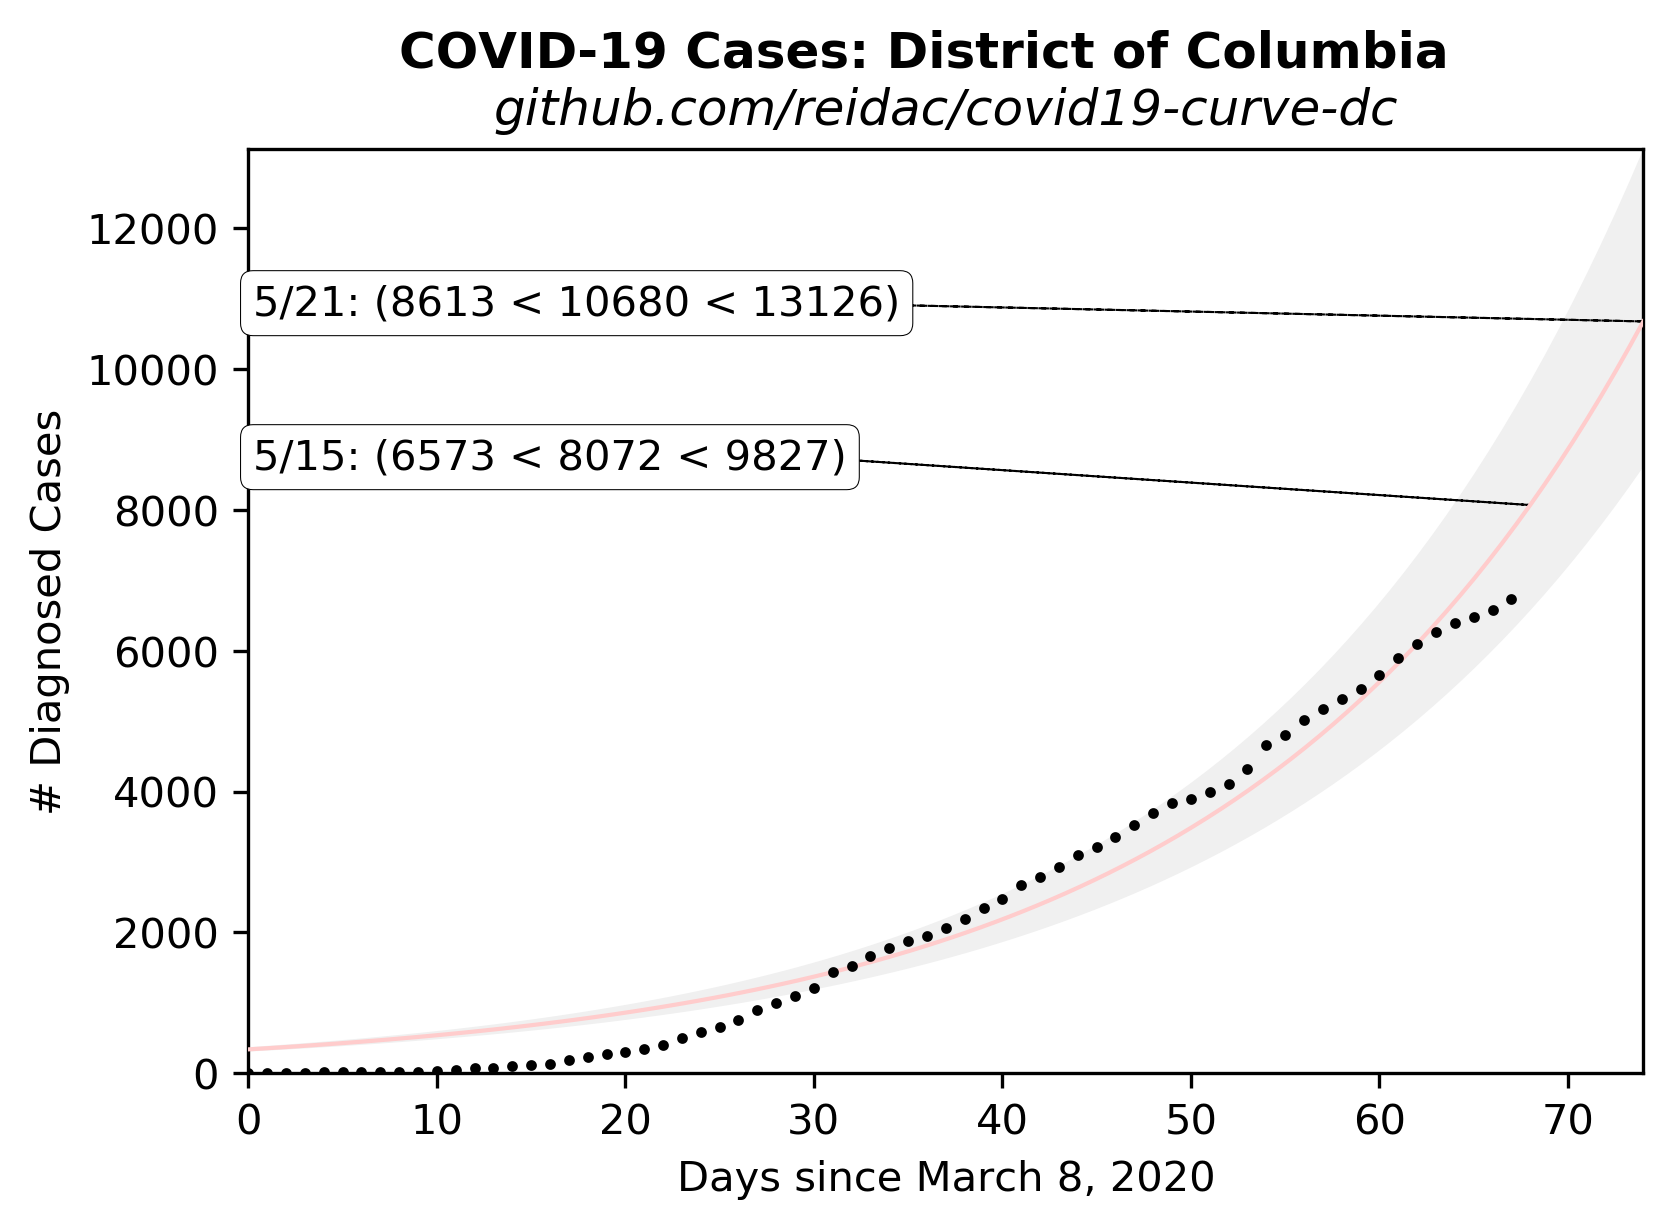 COVID-19 Cases: District of Columbia
github.com/reidac/covid19-curve-dc
12000
5/21: (8613 < 10680 < 13126)
10000
5/15: (6573 < 8072 < 9827)
8000
6000
4000
2000
0
# Diagnosed Cases
0 10 20 30 40 50 60 70
Days since March 8, 2020